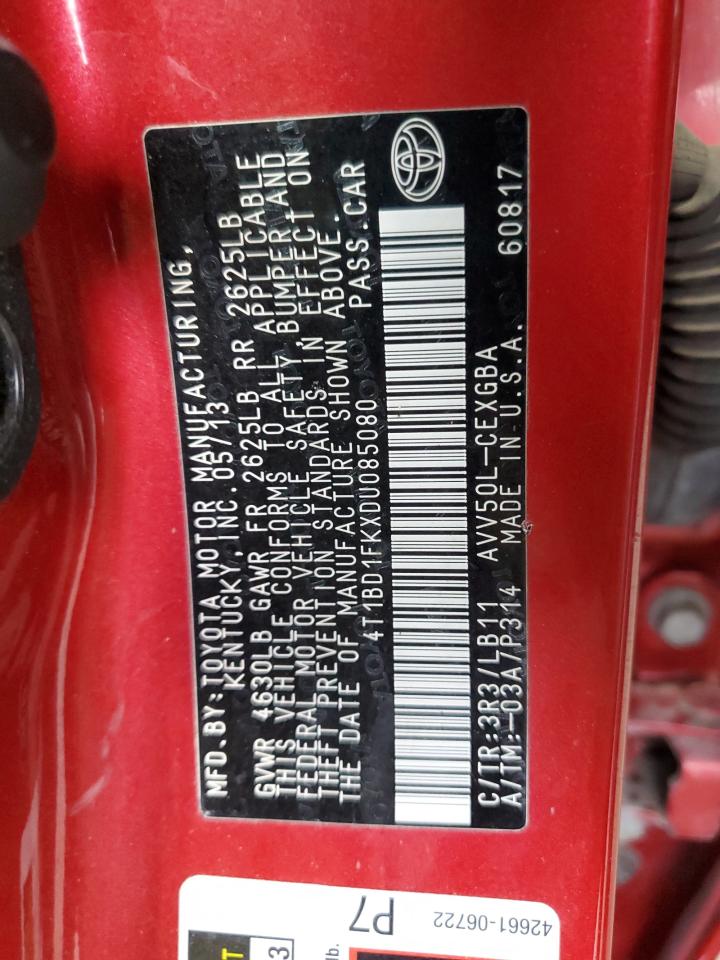 MFD.BY:TOYOTA MOTOR MANUFACTURING,
KENTUCKY, INC. 05/13
GVWR 4630LB GAWR FR 2625LB RR 2625LB
THIS VEHICLE CONFORMS TO ALL APPLICABLE
FEDERAL MOTOR VEHICLE SAFETY, BUMPER, AND
THEFT PREVENTION STANDARDS IN EFFECT ON
THE DATE OF MANUFACTURE SHOWN ABOVE.
4T1BD1FKXDU085080 PASS.CAR
C/TR:3R3/LB11 AVV50L-CEXGBA 60817
A/TM:-03A/P314 MADE IN U.S.A.
P7
42661-06722
T
3
lb.